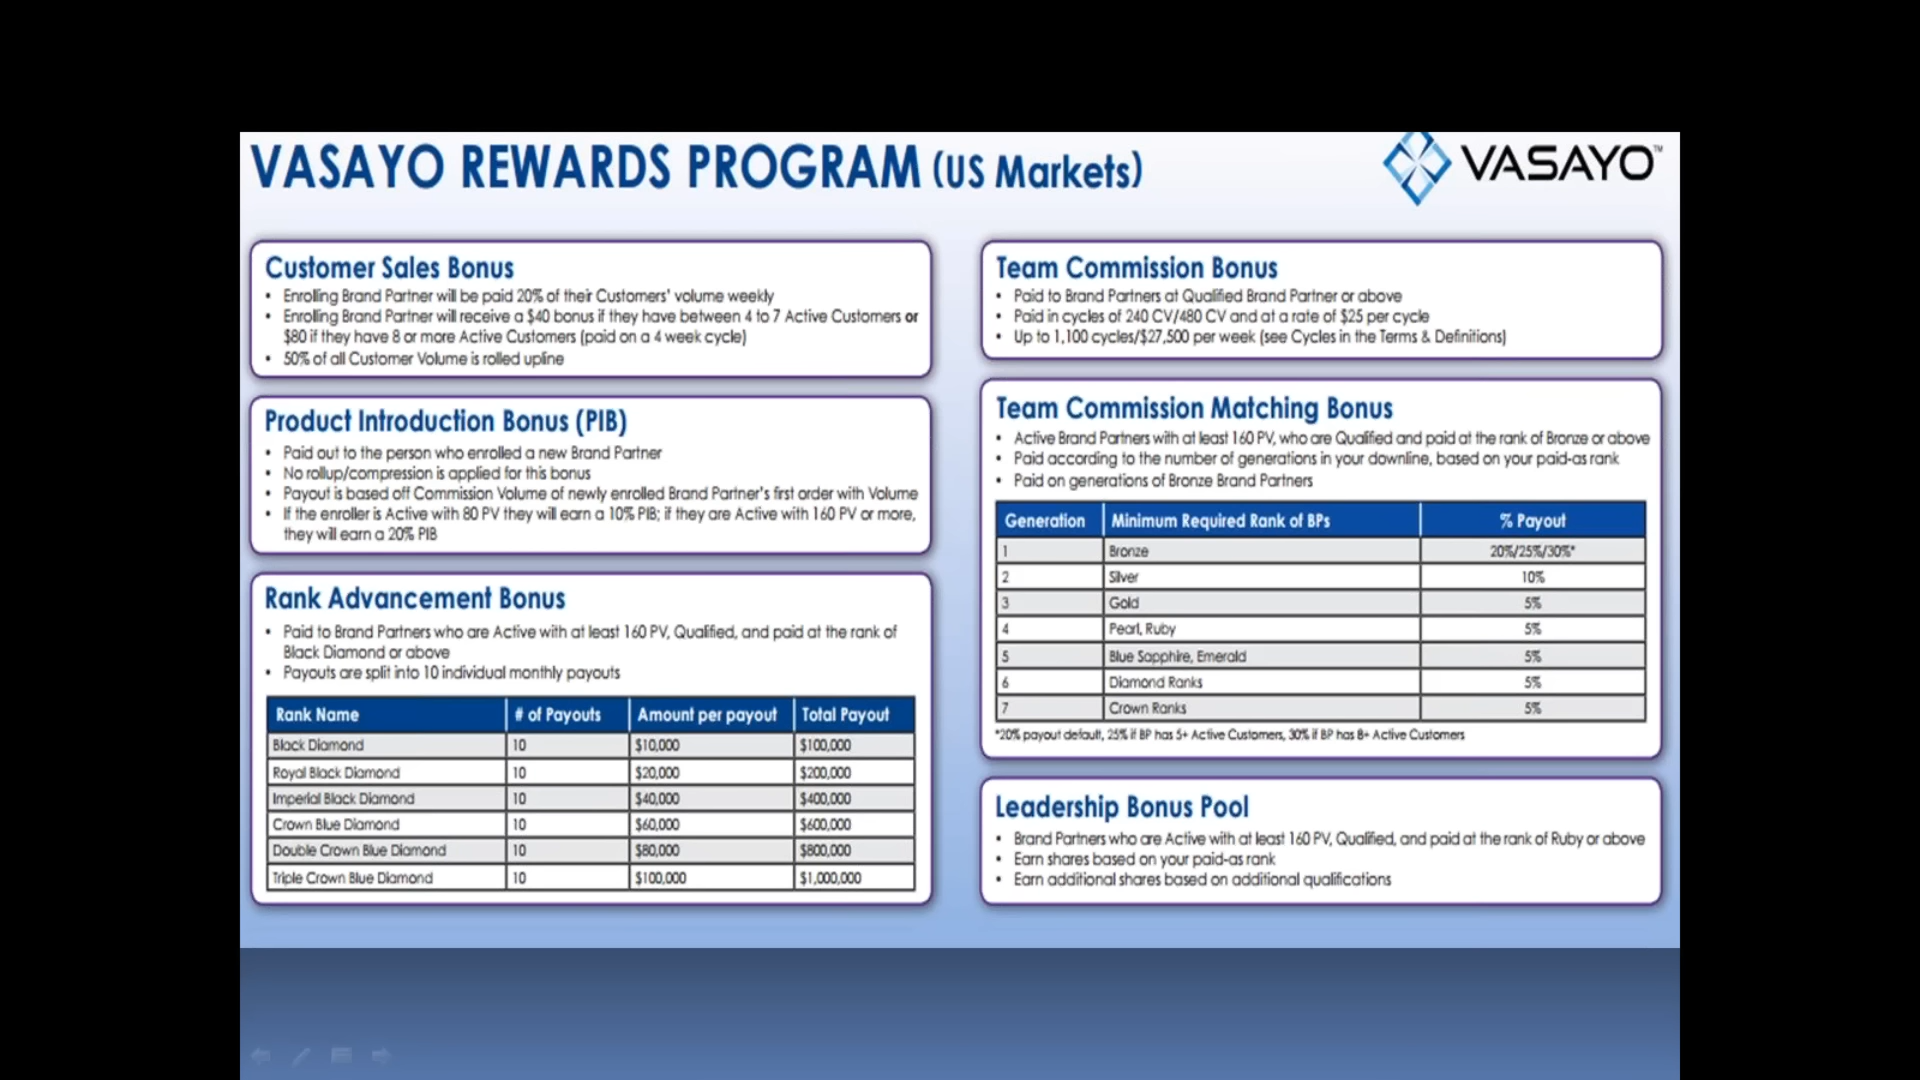 VASAYO REWARDS PROGRAM (US Markets)
VASAYO™
Customer Sales Bonus
• Enrolling Brand Partner will be paid 20% of their Customers' volume weekly
• Enrolling Brand Partner will receive a $40 bonus if they have between 4 to 7 Active Customers or
$80 if they have 8 or more Active Customers (paid on a 4 week cycle)
• 50% of all Customer Volume is rolled upline
Product Introduction Bonus (PIB)
• Paid out to the person who enrolled a new Brand Partner
• No rollup/compression is applied for this bonus
• Payout is based off Commission Volume of newly enrolled Brand Partner's first order with Volume
• If the enroller is Active with 80 PV they will earn a 10% PIB; if they are Active with 160 PV or more,
they will earn a 20% PIB
Rank Advancement Bonus
• Paid to Brand Partners who are Active with at least 160 PV, Qualified, and paid at the rank of
Black Diamond or above
• Payouts are split into 10 individual monthly payouts
Rank Name # of Payouts Amount per payout Total Payout
Black Diamond 10 $10,000 $100,000
Royal Black Diamond 10 $20,000 $200,000
Imperial Black Diamond 10 $40,000 $400,000
Crown Blue Diamond 10 $60,000 $600,000
Double Crown Blue Diamond 10 $80,000 $800,000
Triple Crown Blue Diamond 10 $100,000 $1,000,000
Team Commission Bonus
• Paid to Brand Partners at Qualified Brand Partner or above
• Paid in cycles of 240 CV/480 CV and at a rate of $25 per cycle
• Up to 1,100 cycles/$27,500 per week (see Cycles in the Terms & Definitions)
Team Commission Matching Bonus
• Active Brand Partners with at least 160 PV, who are Qualified and paid at the rank of Bronze or above
• Paid according to the number of generations in your downline, based on your paid-as rank
• Paid on generations of Bronze Brand Partners
Generation Minimum Required Rank of BPs % Payout
1 Bronze 20%/25%/30%*
2 Silver 10%
3 Gold 5%
4 Pearl, Ruby 5%
5 Blue Sapphire, Emerald 5%
6 Diamond Ranks 5%
7 Crown Ranks 5%
*20% payout default, 25% if BP has 5+ Active Customers, 30% if BP has 8+ Active Customers
Leadership Bonus Pool
• Brand Partners who are Active with at least 160 PV, Qualified, and paid at the rank of Ruby or above
• Earn shares based on your paid-as rank
• Earn additional shares based on additional qualifications